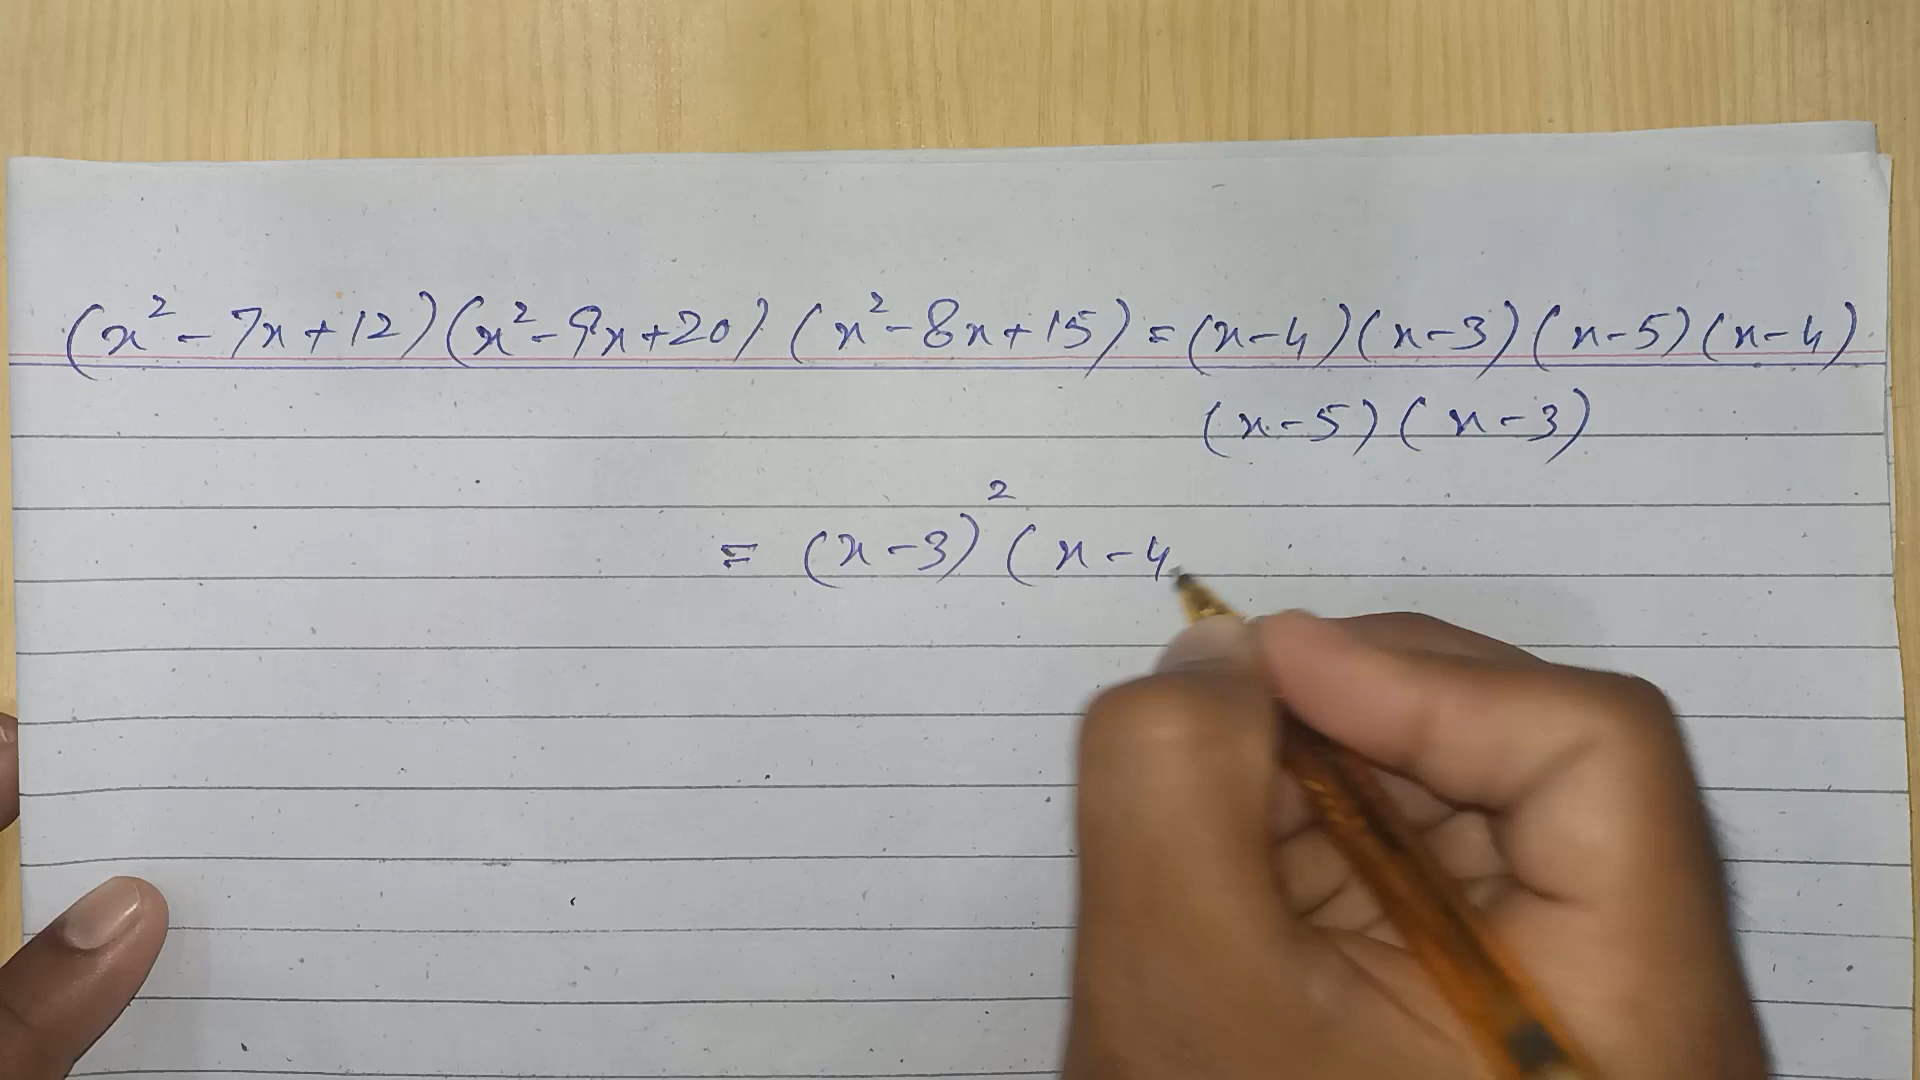 (x² - 7x + 12)(x² - 9x + 20)(x² - 8x + 15) = (x - 4)(x - 3)(x - 5)(x - 4)
(x - 5)(x - 3)
= (x - 3)² (x - 4